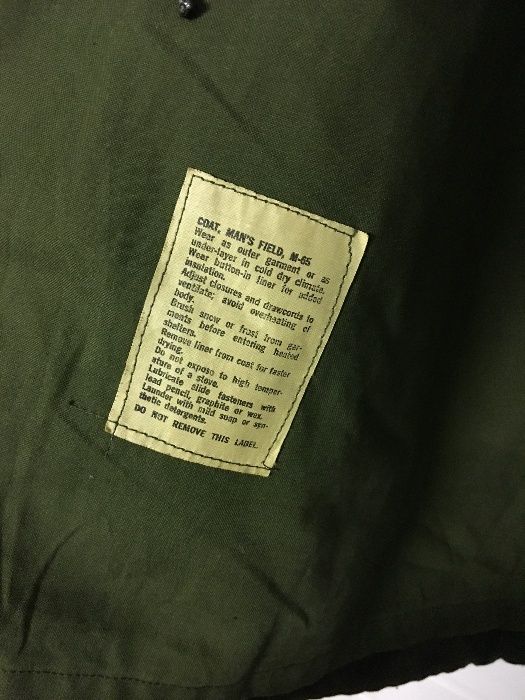 COAT, MAN'S FIELD, M-65
Wear as outer garment or as
under-layer in cold dry climate.
Wear button-in liner for added
insulation.
Adjust closures and drawcords to
ventilate; avoid overheating of
body.
Brush snow or frost from gar-
ments before entering heated
shelters.
Remove liner from coat for faster
drying.
Do not expose to high temper-
ature of a stove.
Lubricate slide fasteners with
lead pencil, graphite or wax.
Launder with mild soap or syn-
thetic detergents.
DO NOT REMOVE THIS LABEL.